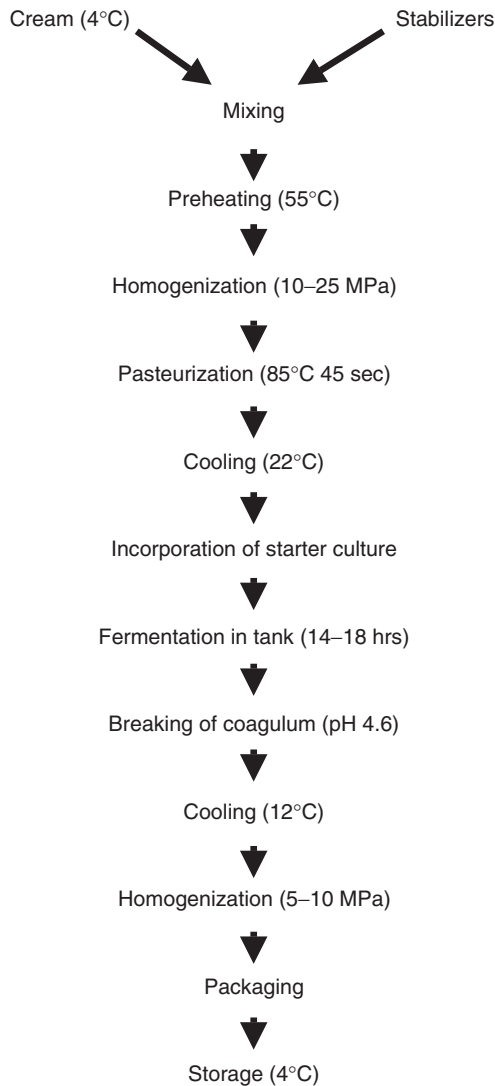 Cream (4°C)
Stabilizers
Mixing
Preheating (55°C)
Homogenization (10–25 MPa)
Pasteurization (85°C 45 sec)
Cooling (22°C)
Incorporation of starter culture
Fermentation in tank (14–18 hrs)
Breaking of coagulum (pH 4.6)
Cooling (12°C)
Homogenization (5–10 MPa)
Packaging
Storage (4°C)